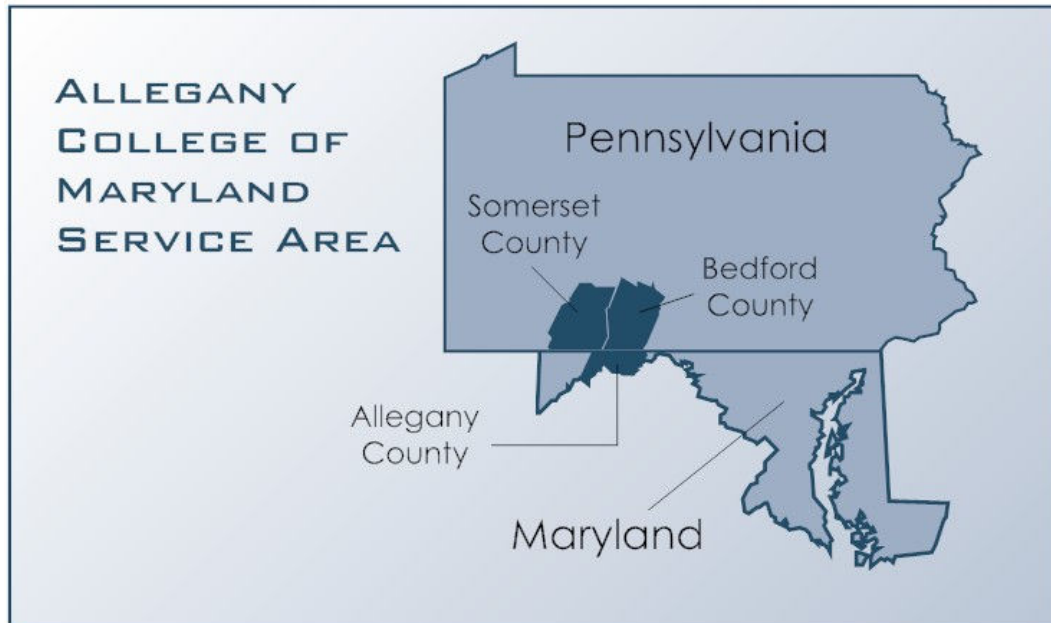 ALLEGANY
COLLEGE OF
MARYLAND
SERVICE AREA
Pennsylvania
Somerset
County
Bedford
County
Allegany
County
Maryland